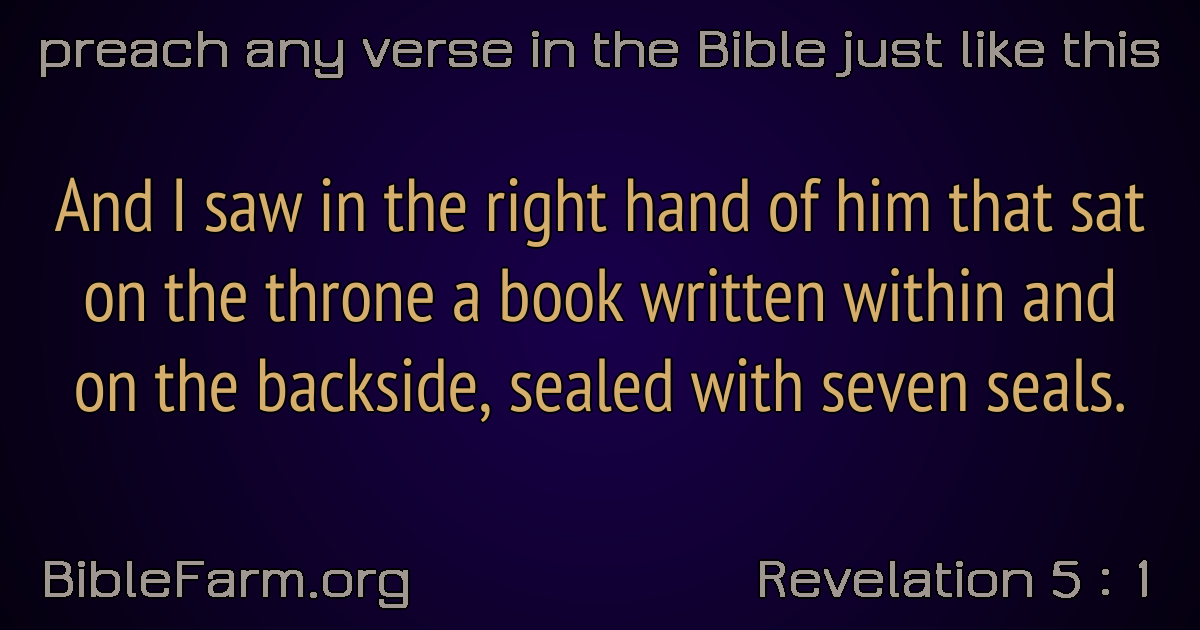 preach any verse in the Bible just like this
And I saw in the right hand of him that sat
on the throne a book written within and
on the backside, sealed with seven seals.
BibleFarm.org
Revelation 5 : 1